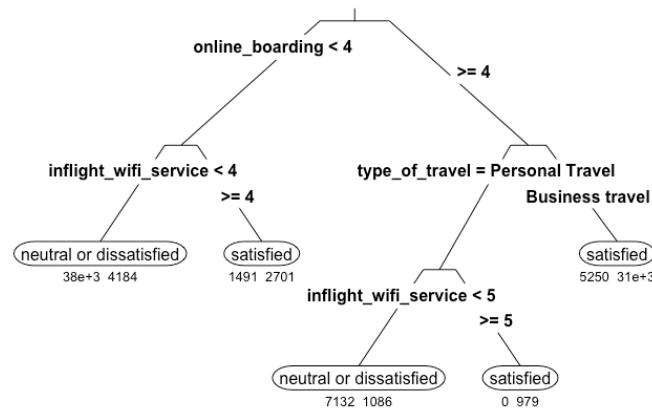 online_boarding < 4
>= 4
inflight_wifi_service < 4
type_of_travel = Personal Travel
>= 4
Business travel
neutral or dissatisfied
satisfied
satisfied
38e+3 4184
1491 2701
5250 31e+3
inflight_wifi_service < 5
>= 5
neutral or dissatisfied
satisfied
7132 1086
0 979